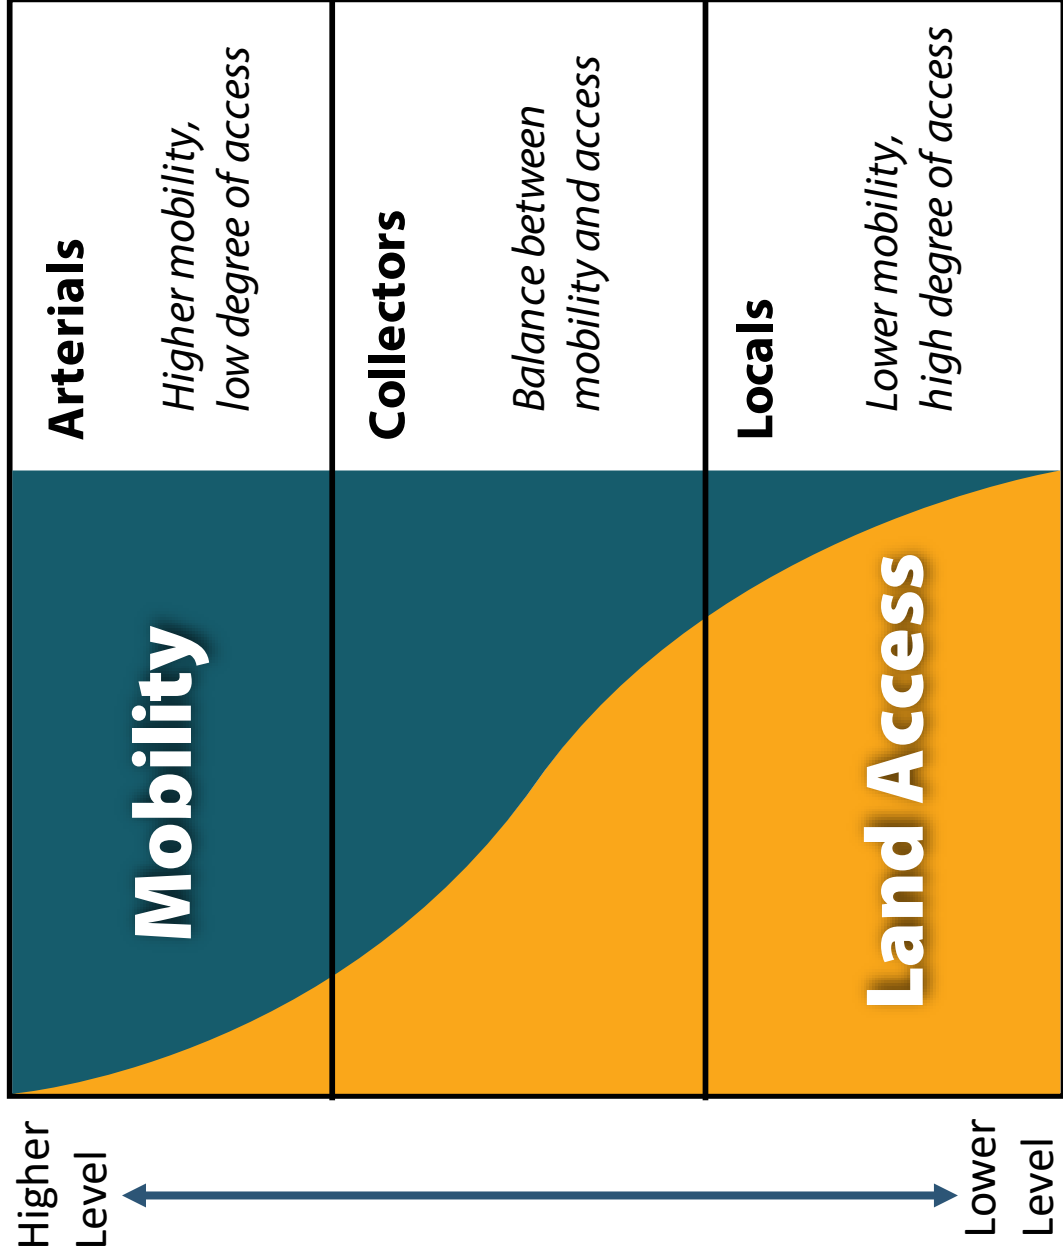 Higher
Level
Lower
Level
Mobility
Land Access
Arterials
Higher mobility,
low degree of access
Collectors
Balance between
mobility and access
Locals
Lower mobility,
high degree of access